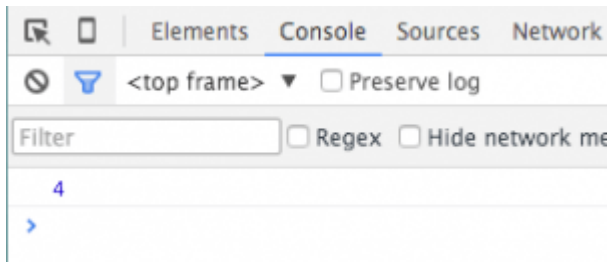 Elements Console Sources Network
<top frame> ▼ Preserve log
Filter Regex Hide network me
4
>